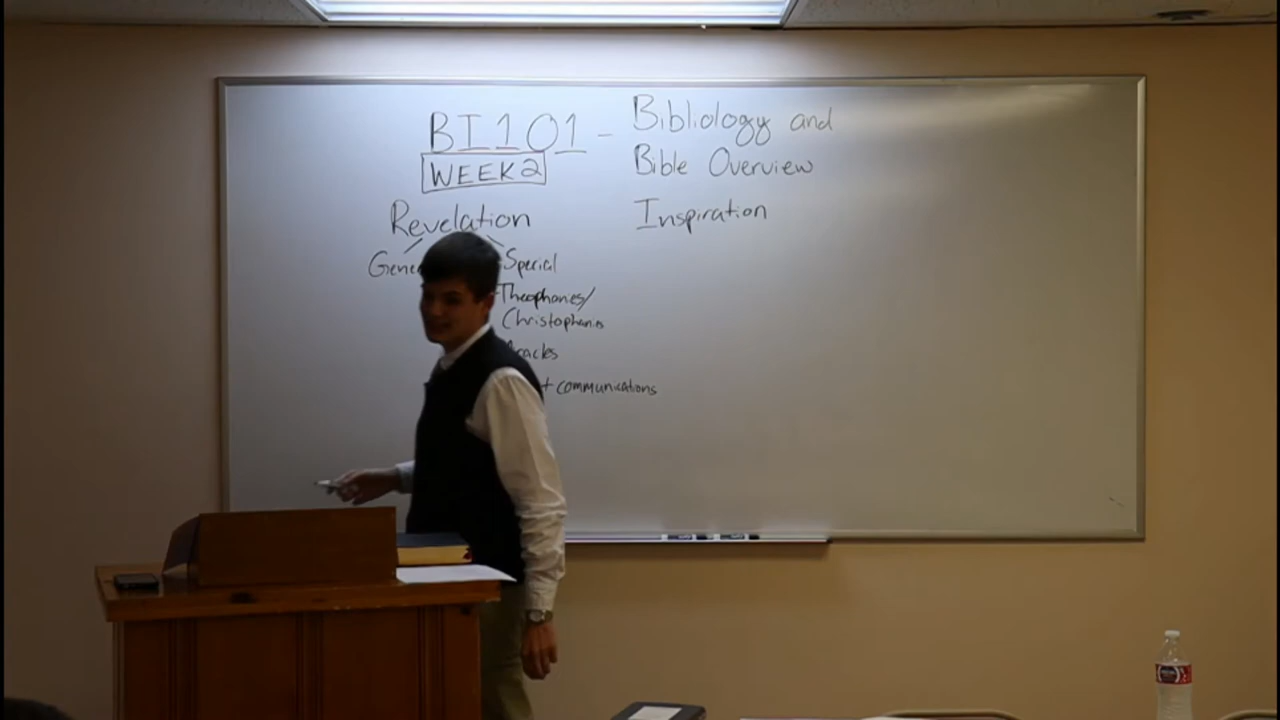 BI101 - Bibliology and
Bible Overview
WEEK 2
Revelation
Inspiration
Special
Theophanies/
Christophanies
+ communications